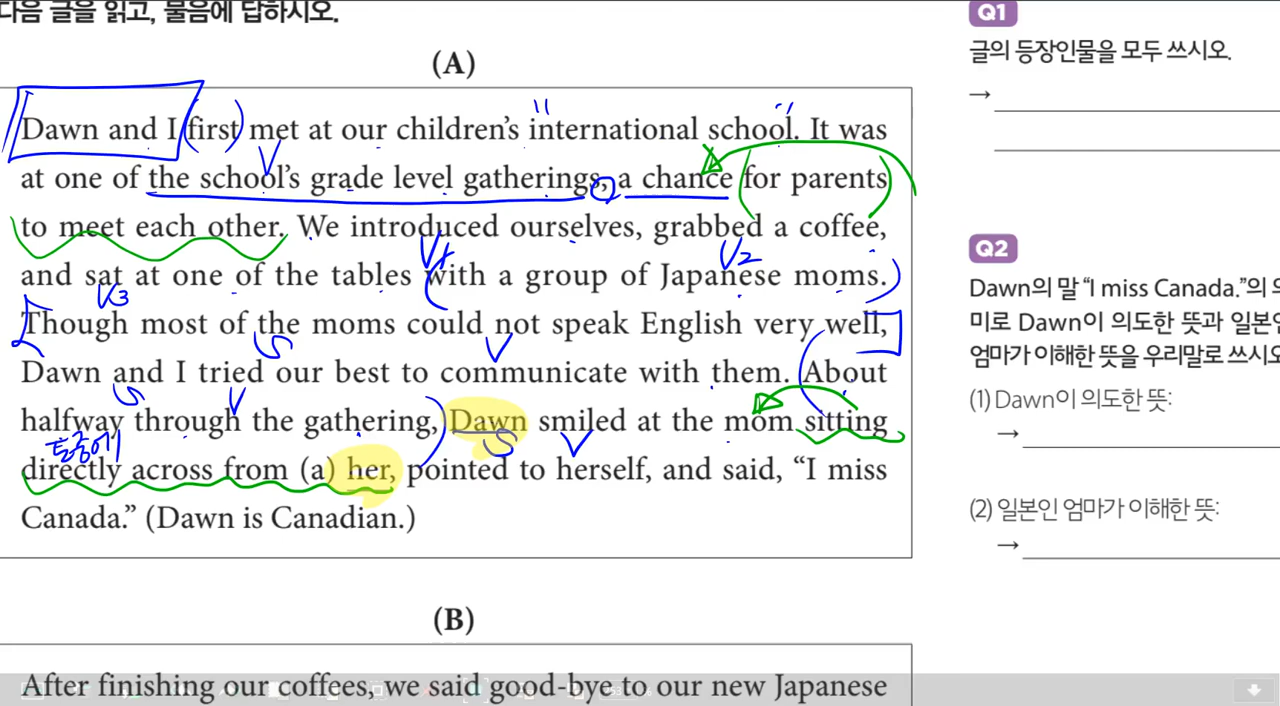 다음 글을 읽고, 물음에 답하시오.
(A)
Dawn and I first met at our children's international school. It was
at one of the school's grade level gatherings, a chance for parents
to meet each other. We introduced ourselves, grabbed a coffee,
V
V1
V2
and sat at one of the tables with a group of Japanese moms.
V3
Though most of the moms could not speak English very well,
S
V
Dawn and I tried our best to communicate with them. About
S
V
halfway through the gathering, Dawn smiled at the mom sitting
도중에
S
V
directly across from (a) her, pointed to herself, and said, “I miss
Canada.” (Dawn is Canadian.)
(B)
After finishing our coffees, we said good-bye to our new Japanese
Q1
글의 등장인물을 모두 쓰시오.
→
Q2
Dawn의 말 “I miss Canada.”의 의
미로 Dawn이 의도한 뜻과 일본인
엄마가 이해한 뜻을 우리말로 쓰시오
(1) Dawn이 의도한 뜻:
→
(2) 일본인 엄마가 이해한 뜻:
→